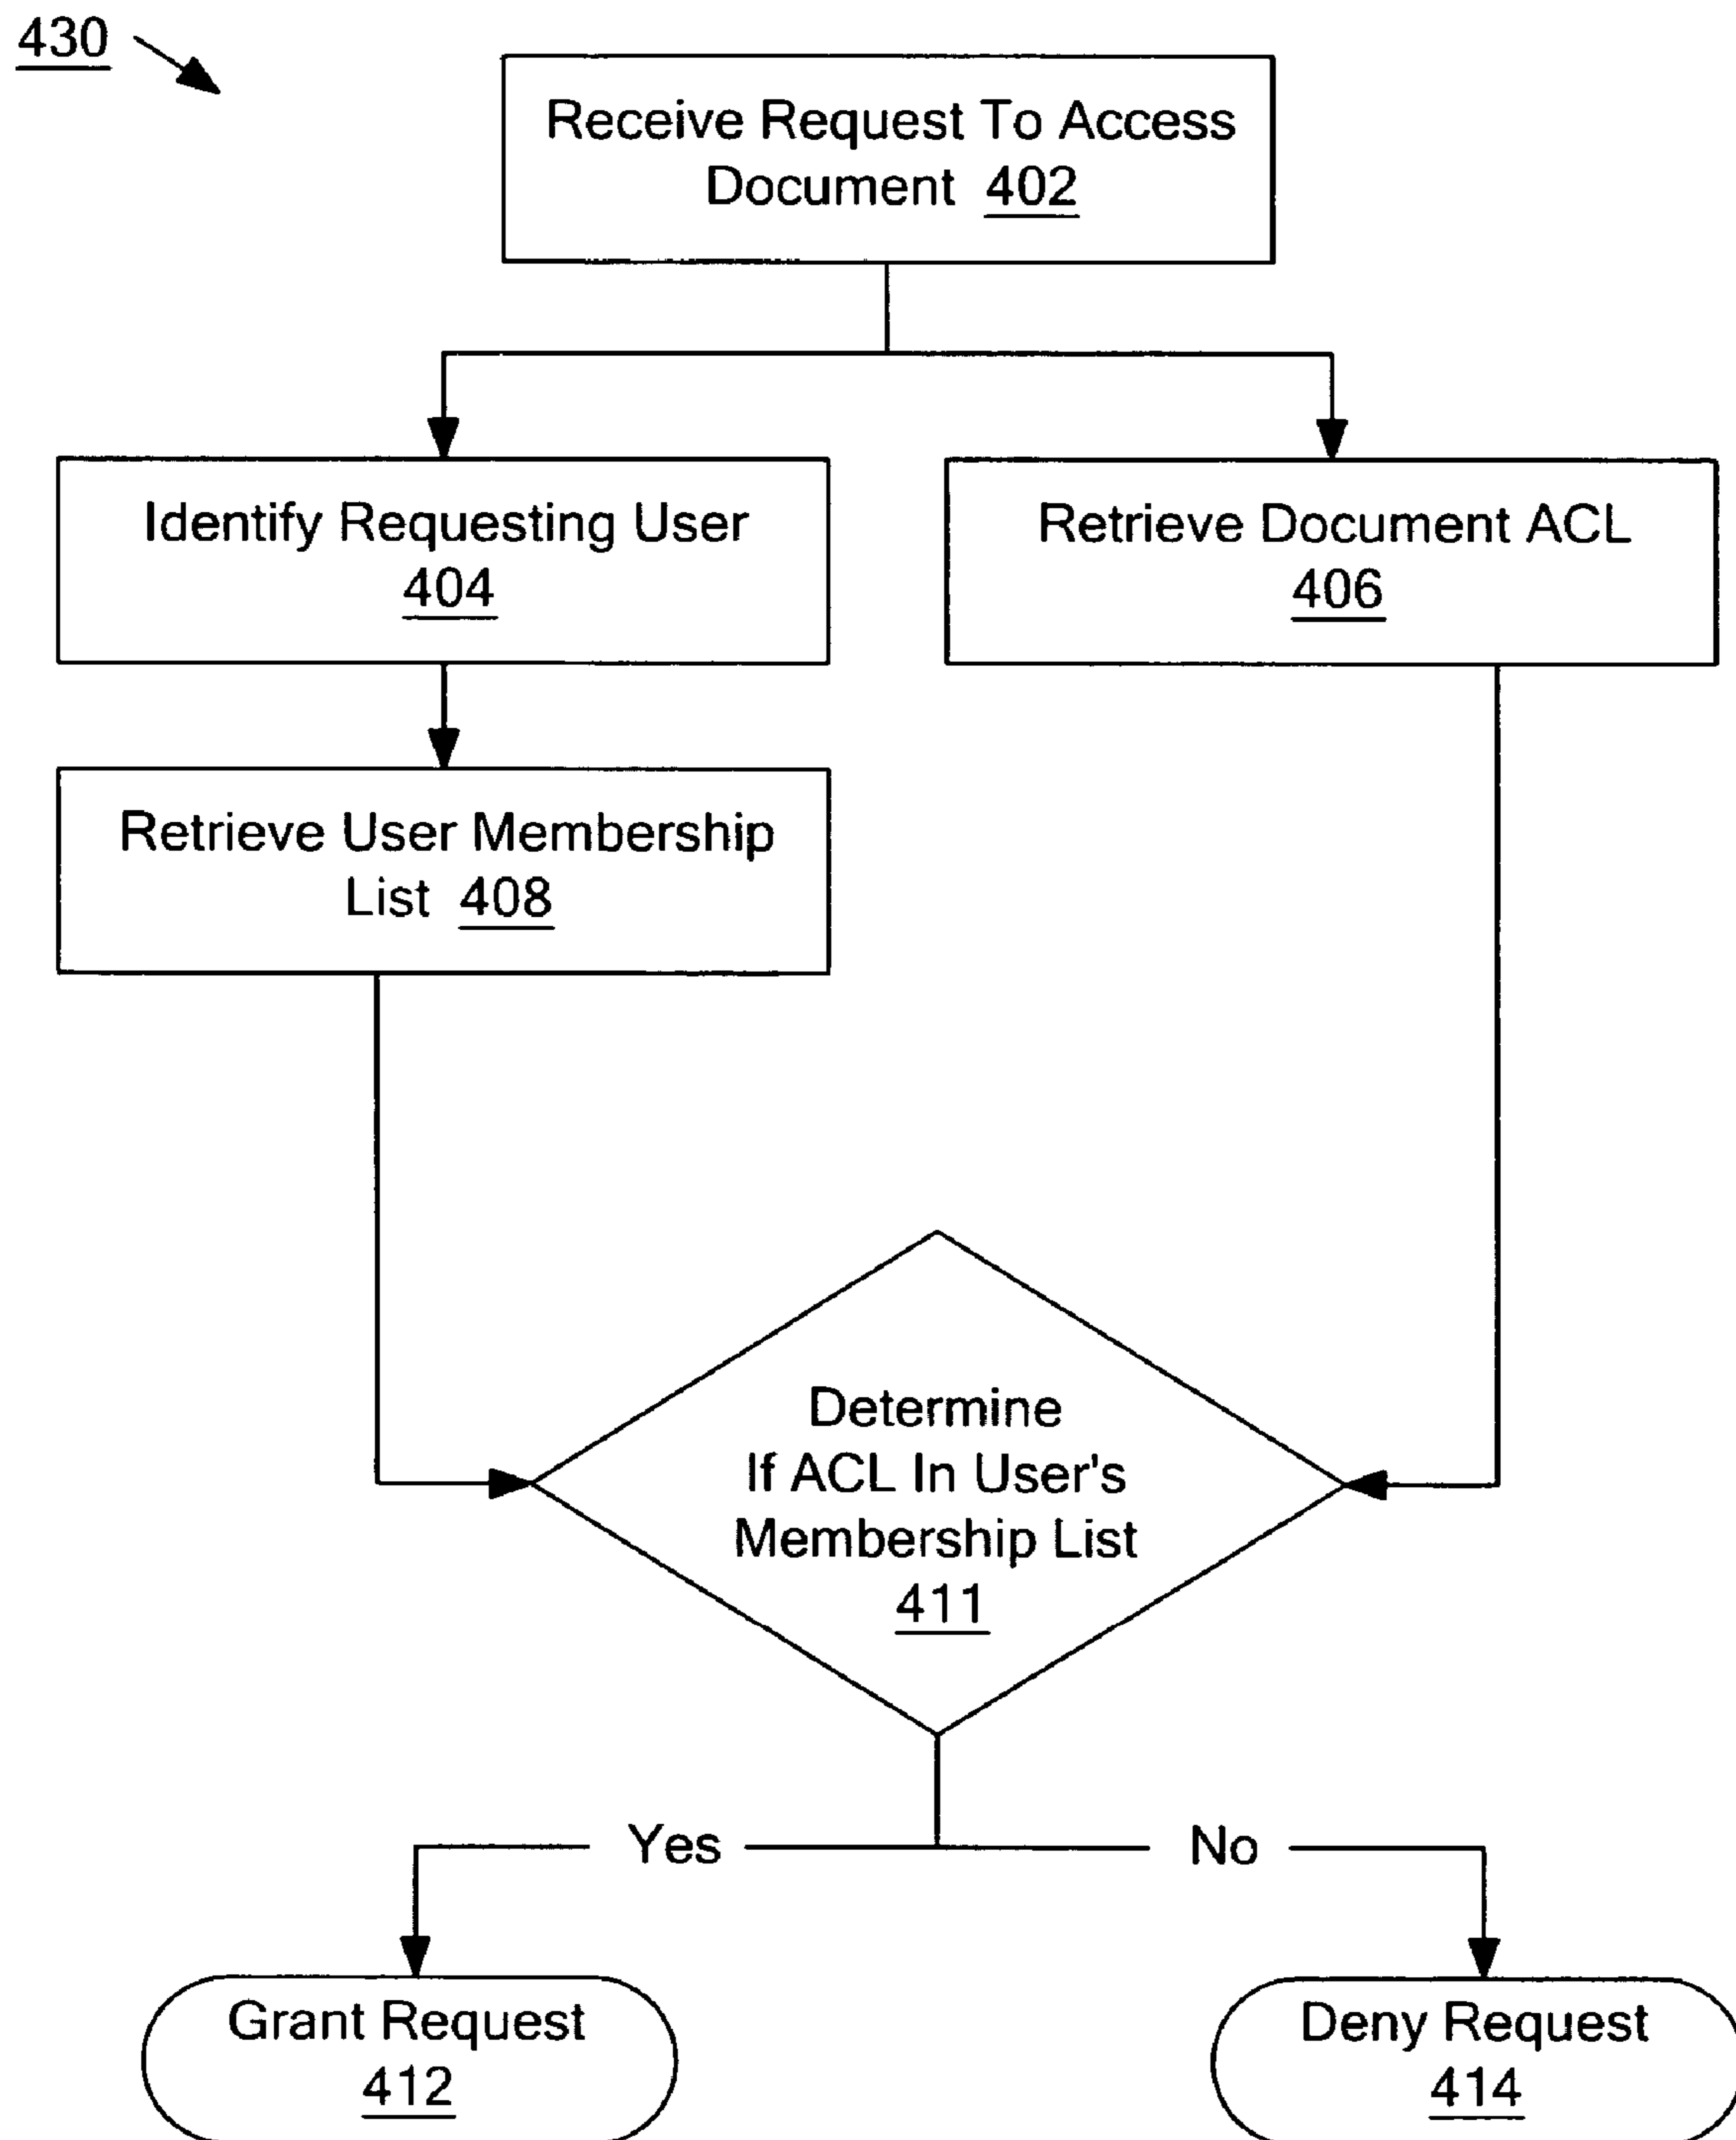 430
Receive Request To Access
Document 402
Identify Requesting User
404
Retrieve Document ACL
406
Retrieve User Membership
List 408
Determine
If ACL In User's
Membership List
411
Yes
No
Grant Request
412
Deny Request
414